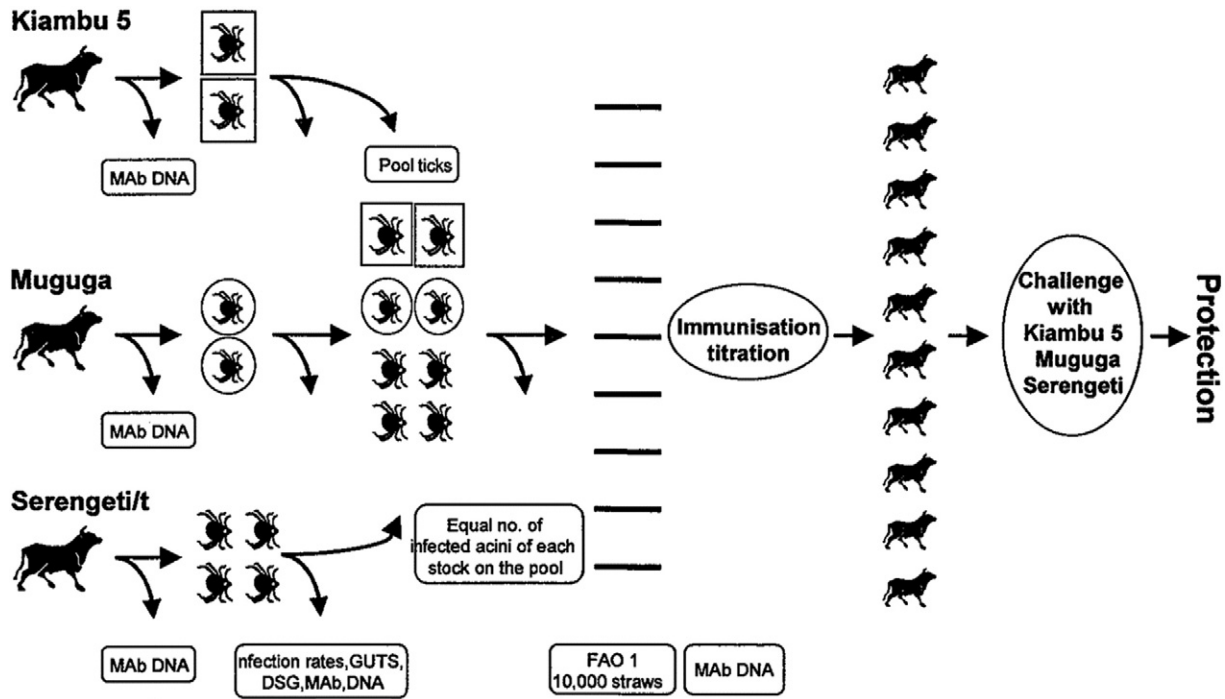 Kiambu 5
MAb DNA
Pool ticks
Muguga
MAb DNA
Immunisation
titration
Challenge
with
Kiambu 5
Muguga
Serengeti
Protection
Serengeti/t
Equal no. of
infected acini of each
stock on the pool
MAb DNA
nfection rates,GUTS,
DSG,MAb,DNA
FAO 1
10,000 straws
MAb DNA